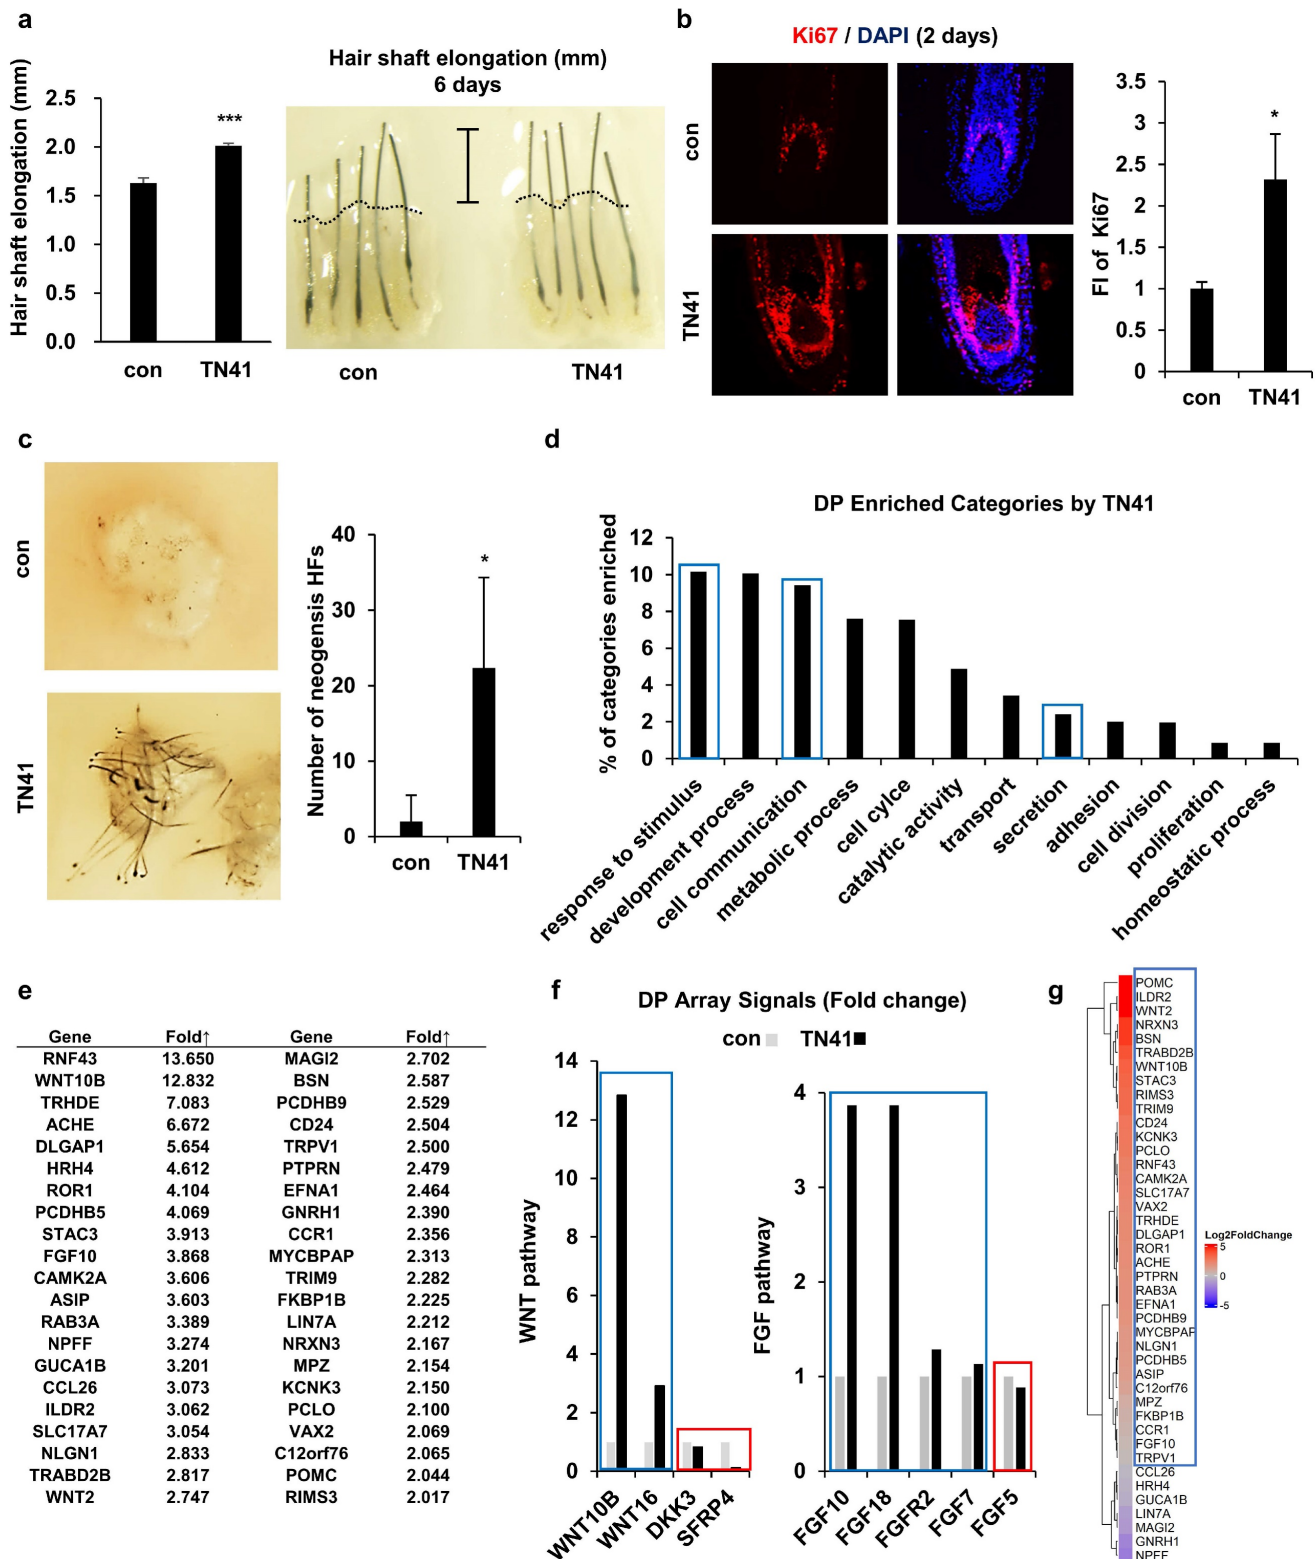 a
Hair shaft elongation (mm)
6 days
Hair shaft elongation (mm)
2.5
2.0
1.5
1.0
0.5
0.0
***
con
TN41
con
TN41
b
Ki67 / DAPI (2 days)
con
TN41
FI of Ki67
3.5
3
2.5
2
1.5
1
0.5
0
*
con
TN41
c
con
TN41
Number of neogensis HFs
40
30
20
10
0
*
con
TN41
d
DP Enriched Categories by TN41
% of categories enriched
12
10
8
6
4
2
0
response to stimulus
development process
cell communication
metabolic process
cell cylce
catalytic activity
transport
secretion
adhesion
cell division
proliferation
homeostatic process
e
Gene Fold↑ Gene Fold↑
RNF43 13.650 MAGI2 2.702
WNT10B 12.832 BSN 2.587
TRHDE 7.083 PCDHB9 2.529
ACHE 6.672 CD24 2.504
DLGAP1 5.654 TRPV1 2.500
HRH4 4.612 PTPRN 2.479
ROR1 4.104 EFNA1 2.464
PCDHB5 4.069 GNRH1 2.390
STAC3 3.913 CCR1 2.356
FGF10 3.868 MYCBPAP 2.313
CAMK2A 3.606 TRIM9 2.282
ASIP 3.603 FKBP1B 2.225
RAB3A 3.389 LIN7A 2.212
NPFF 3.274 NRXN3 2.167
GUCA1B 3.201 MPZ 2.154
CCL26 3.073 KCNK3 2.150
ILDR2 3.062 PCLO 2.100
SLC17A7 3.054 VAX2 2.069
NLGN1 2.833 C12orf76 2.065
TRABD2B 2.817 POMC 2.044
WNT2 2.747 RIMS3 2.017
f
DP Array Signals (Fold change)
con TN41
WNT pathway
14
12
10
8
6
4
2
0
WNT10B
WNT16
DKK3
SFRP4
FGF pathway
4
3
2
1
0
FGF10
FGF18
FGFR2
FGF7
FGF5
g
POMC
ILDR2
WNT2
NRXN3
BSN
TRABD2B
WNT10B
STAC3
RIMS3
TRIM9
CD24
KCNK3
PCLO
RNF43
CAMK2A
SLC17A7
VAX2
TRHDE
DLGAP1
ROR1
ACHE
PTPRN
RAB3A
EFNA1
PCDHB9
MYCBPAP
NLGN1
PCDHB5
ASIP
C12orf76
MPZ
FKBP1B
CCR1
FGF10
TRPV1
CCL26
HRH4
GUCA1B
LIN7A
MAGI2
GNRH1
NPFF
Log2FoldChange
5
0
-5